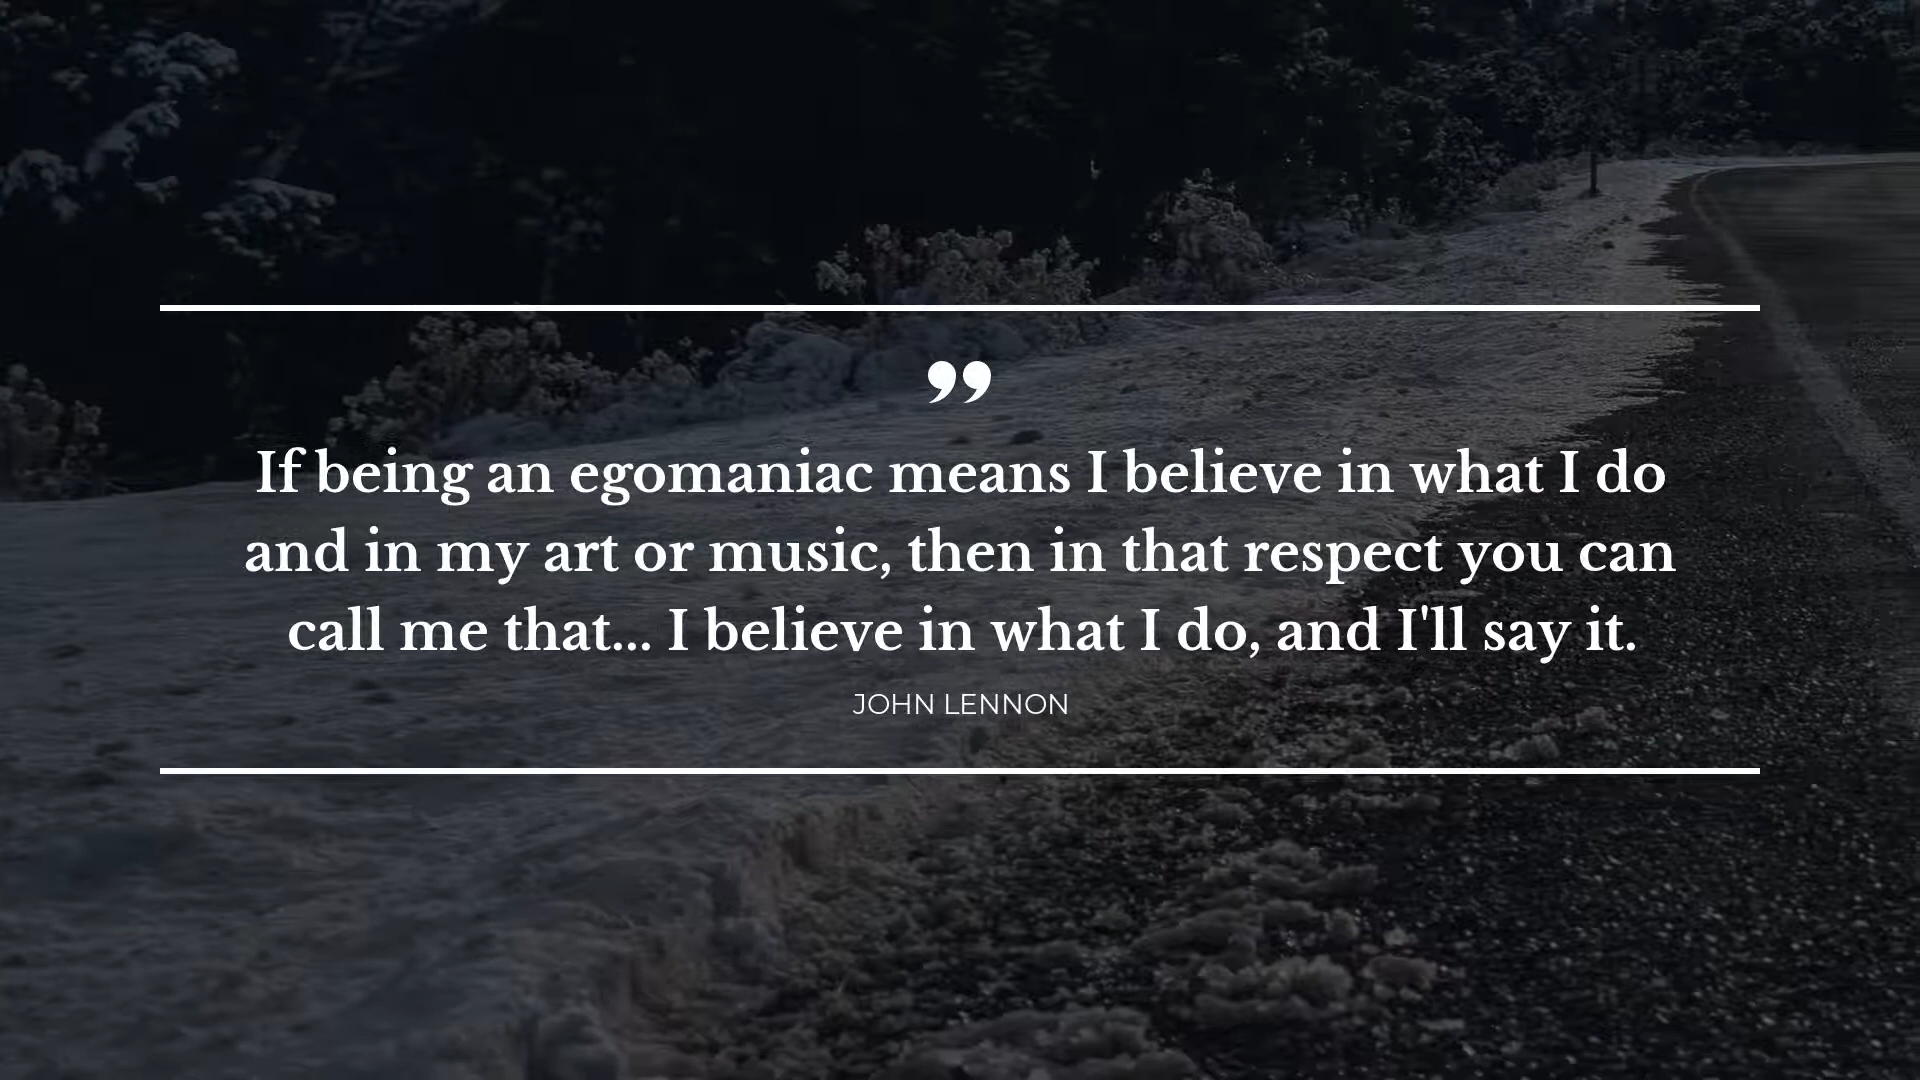 ”
If being an egomaniac means I believe in what I do
and in my art or music, then in that respect you can
call me that... I believe in what I do, and I'll say it.
JOHN LENNON